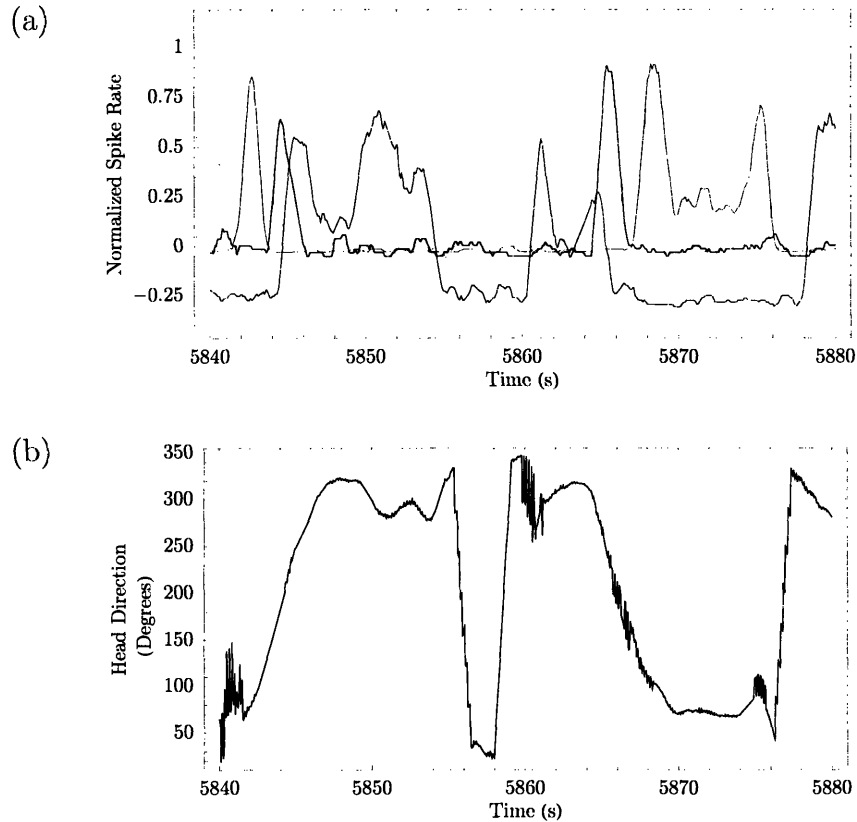 (a)
Normalized Spike Rate
1
0.75
0.5
0.25
0
−0.25
5840 5850 5860 5870 5880
Time (s)
(b)
Head Direction
(Degrees)
350
300
250
200
150
100
50
5840 5850 5860 5870 5880
Time (s)